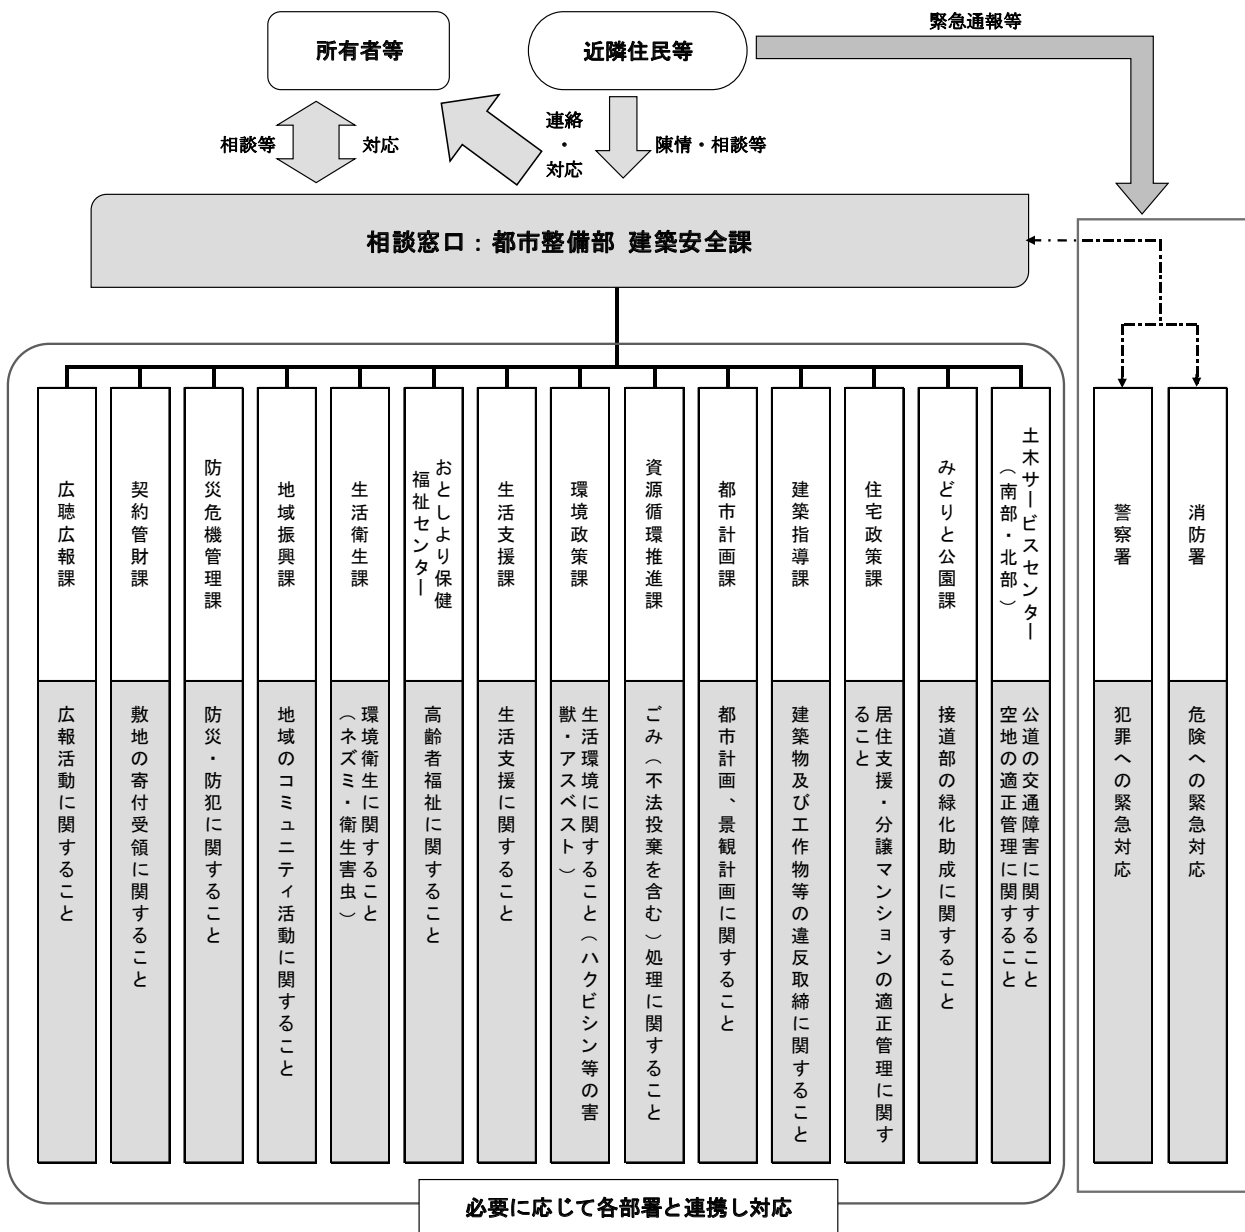 緊急通報等
所有者等
近隣住民等
相談等
対応
連絡
・
対応
陳情・相談等
相談窓口：都市整備部 建築安全課
広聴広報課
広報活動に関すること
契約管財課
敷地の寄付受領に関すること
防災危機管理課
防災・防犯に関すること
地域振興課
地域のコミュニティ活動に関すること
生活衛生課
環境衛生に関すること
（ネズミ・衛生害虫）
おとしより保健
福祉センター
高齢者福祉に関すること
生活支援課
生活支援に関すること
環境政策課
生活環境に関すること（ハクビシン等の害
獣・アスベスト）
資源循環推進課
ごみ（不法投棄を含む）処理に関すること
都市計画課
都市計画、景観計画に関すること
建築指導課
建築物及び工作物等の違反取締に関すること
住宅政策課
居住支援・分譲マンションの適正管理に関す
ること
みどりと公園課
接道部の緑化助成に関すること
土木サービスセンター
（南部・北部）
公道の交通障害に関すること
空地の適正管理に関すること
警察署
犯罪への緊急対応
消防署
危険への緊急対応
必要に応じて各部署と連携し対応